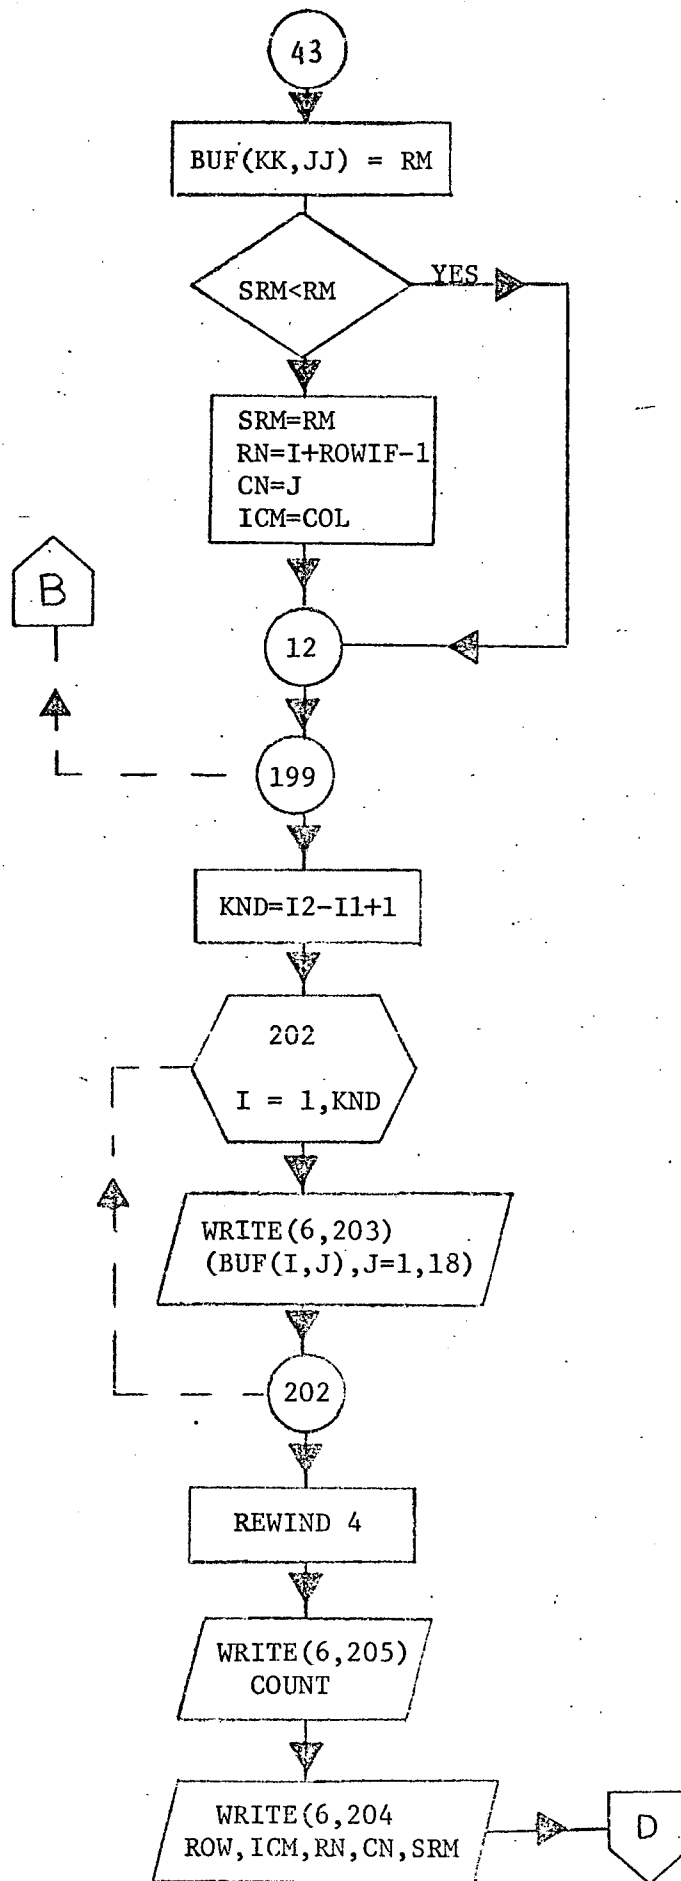 43
BUF(KK,JJ) = RM
SRM<RM
YES
SRM=RM
RN=I+ROWIF-1
CN=J
ICM=COL
B
12
199
KND=I2-I1+1
202
I = 1,KND
WRITE(6,203)
(BUF(I,J),J=1,18)
202
REWIND 4
WRITE(6,205)
COUNT
WRITE(6,204
ROW,ICM,RN,CN,SRM
D